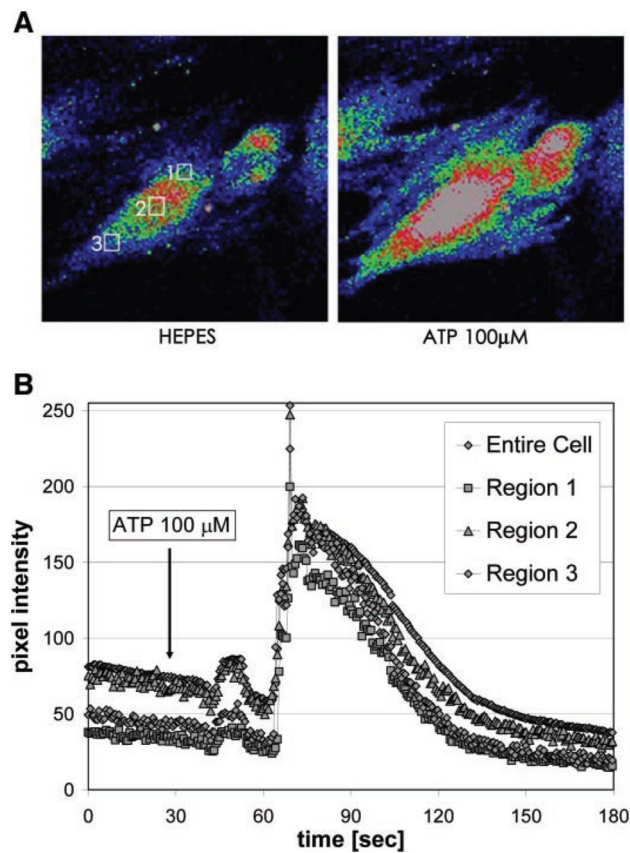 A
1
2
3
HEPES
ATP 100µM
B
250
200
150
100
50
0
pixel intensity
ATP 100 µM
Entire Cell
Region 1
Region 2
Region 3
0 30 60 90 120 150 180
time [sec]